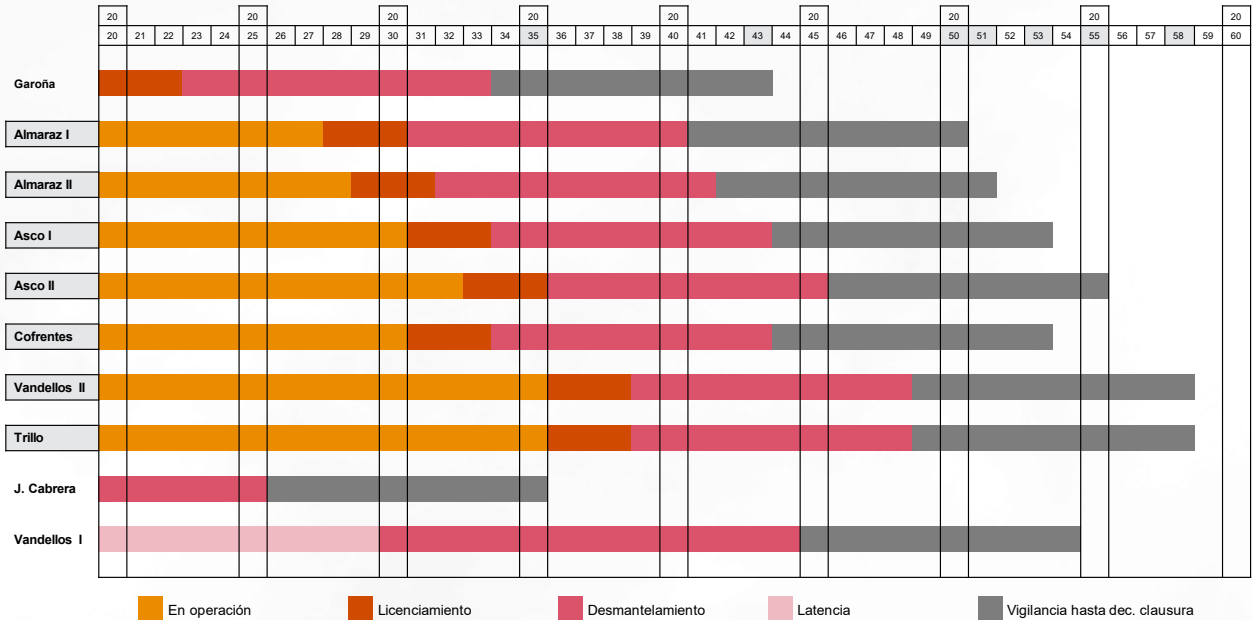 20 20 20 20 20 20 20 20 20
20 21 22 23 24 25 26 27 28 29 30 31 32 33 34 35 36 37 38 39 40 41 42 43 44 45 46 47 48 49 50 51 52 53 54 55 56 57 58 59 60
Garoña
Almaraz I
Almaraz II
Asco I
Asco II
Cofrentes
Vandellos II
Trillo
J. Cabrera
Vandellos I
En operación Licenciamiento Desmantelamiento Latencia Vigilancia hasta dec. clausura